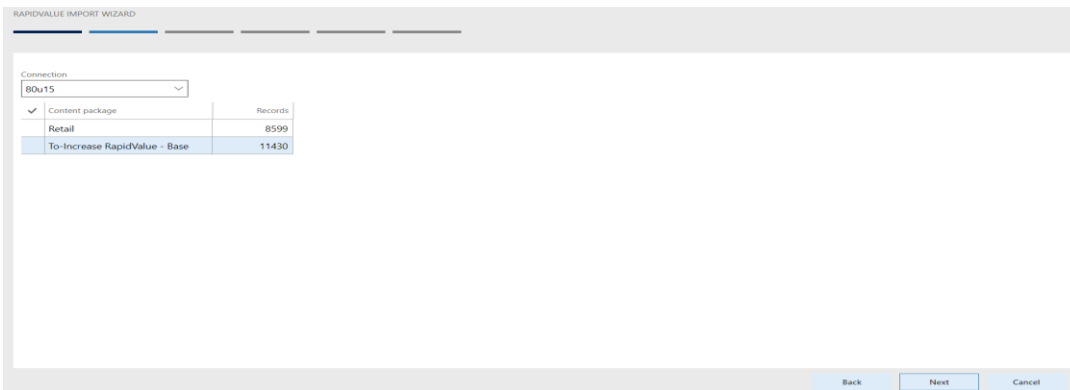 RAPIDVALUE IMPORT WIZARD
Connection
80u15
Content package Records
Retail 8599
To-Increase RapidValue - Base 11430
Back Next Cancel